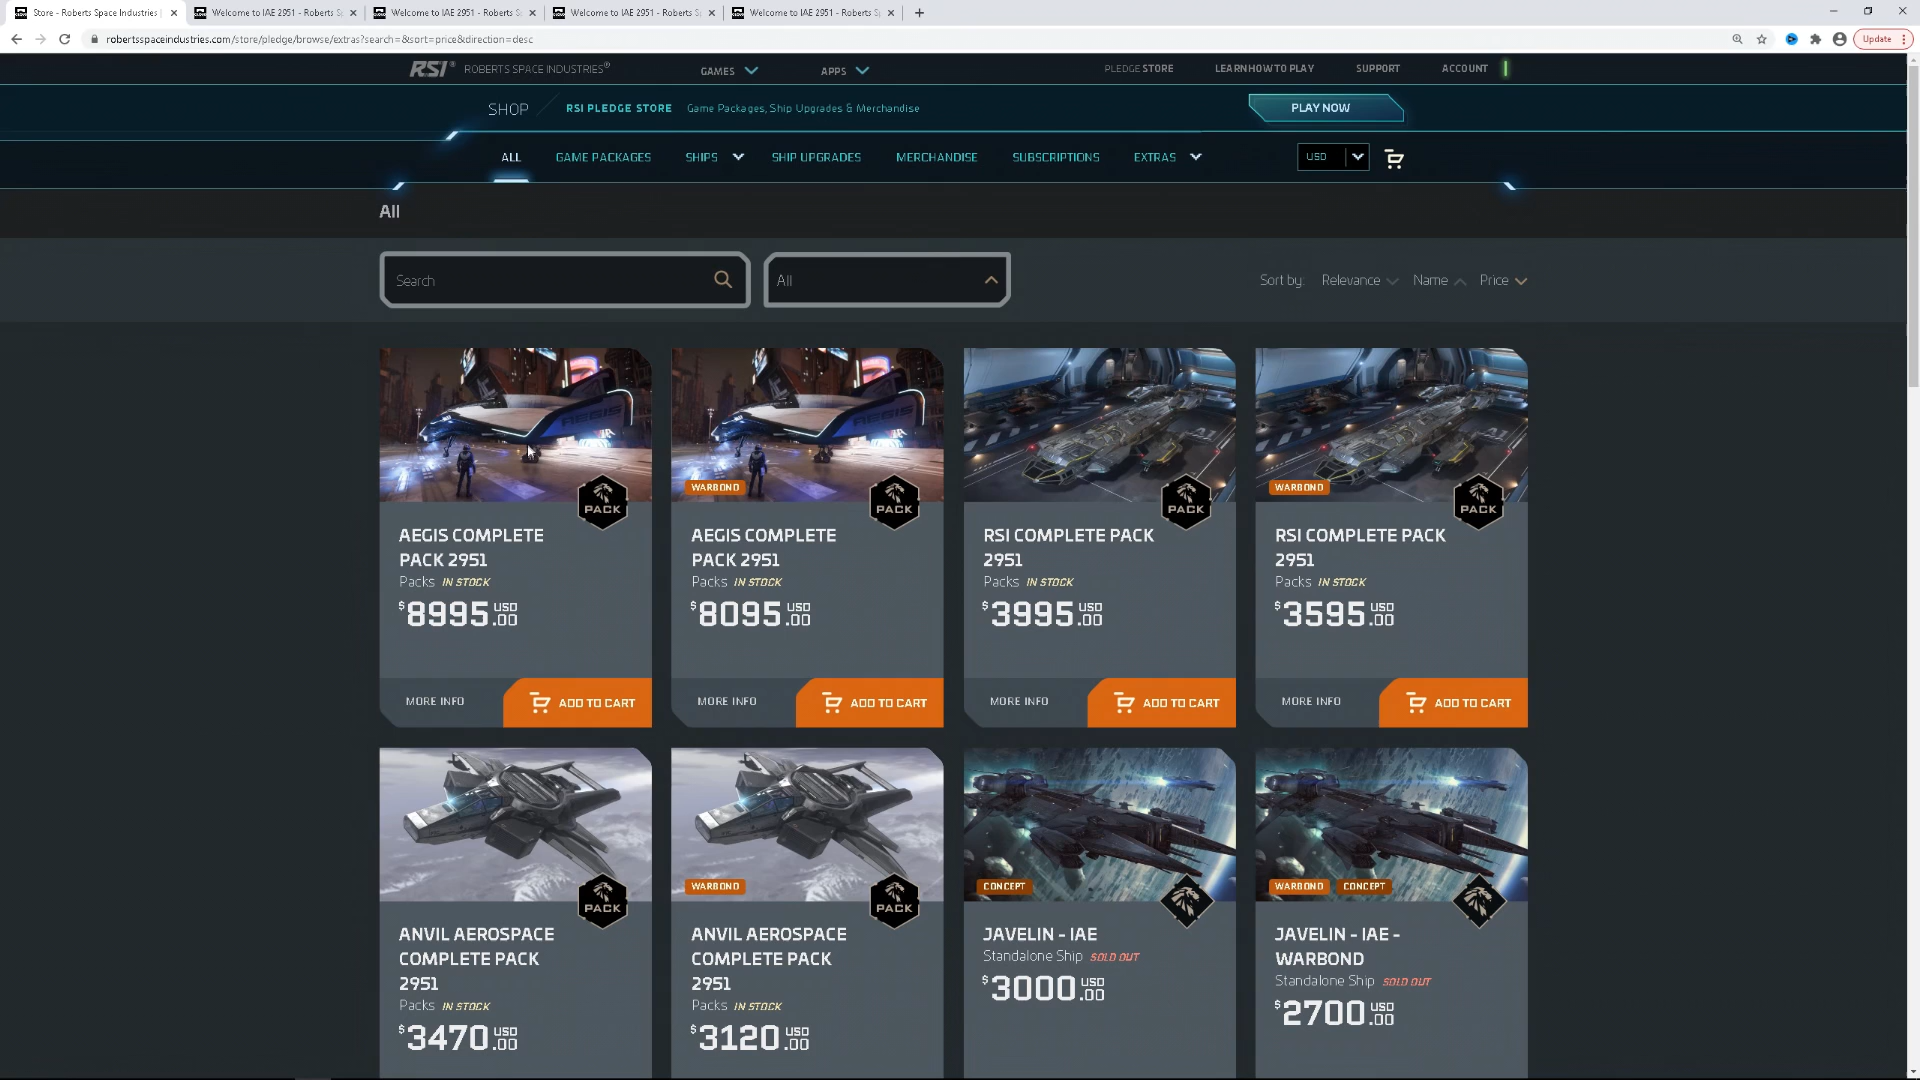 Store - Roberts Space Industries |
Welcome to IAE 2951 - Roberts Sp
Welcome to IAE 2951 - Roberts Sp
Welcome to IAE 2951 - Roberts Sp
Welcome to IAE 2951 - Roberts Sp
robertsspaceindustries.com/store/pledge/browse/extras?search=&sort=price&direction=desc
Update
RSI® ROBERTS SPACE INDUSTRIES®
GAMES
APPS
PLEDGE STORE
LEARN HOW TO PLAY
SUPPORT
ACCOUNT
SHOP
RSI PLEDGE STORE
Game Packages, Ship Upgrades & Merchandise
PLAY NOW
ALL
GAME PACKAGES
SHIPS
SHIP UPGRADES
MERCHANDISE
SUBSCRIPTIONS
EXTRAS
USD
All
Search
All
Sort by: Relevance Name Price
PACK
AEGIS COMPLETE
PACK 2951
Packs IN STOCK
$8995 USD .00
MORE INFO
ADD TO CART
WARBOND
PACK
AEGIS COMPLETE
PACK 2951
Packs IN STOCK
$8095 USD .00
MORE INFO
ADD TO CART
PACK
RSI COMPLETE PACK
2951
Packs IN STOCK
$3995 USD .00
MORE INFO
ADD TO CART
WARBOND
PACK
RSI COMPLETE PACK
2951
Packs IN STOCK
$3595 USD .00
MORE INFO
ADD TO CART
PACK
ANVIL AEROSPACE
COMPLETE PACK
2951
Packs IN STOCK
$3470 USD .00
WARBOND
PACK
ANVIL AEROSPACE
COMPLETE PACK
2951
Packs IN STOCK
$3120 USD .00
CONCEPT
JAVELIN - IAE
Standalone Ship SOLD OUT
$3000 USD .00
WARBOND CONCEPT
JAVELIN - IAE -
WARBOND
Standalone Ship SOLD OUT
$2700 USD .00